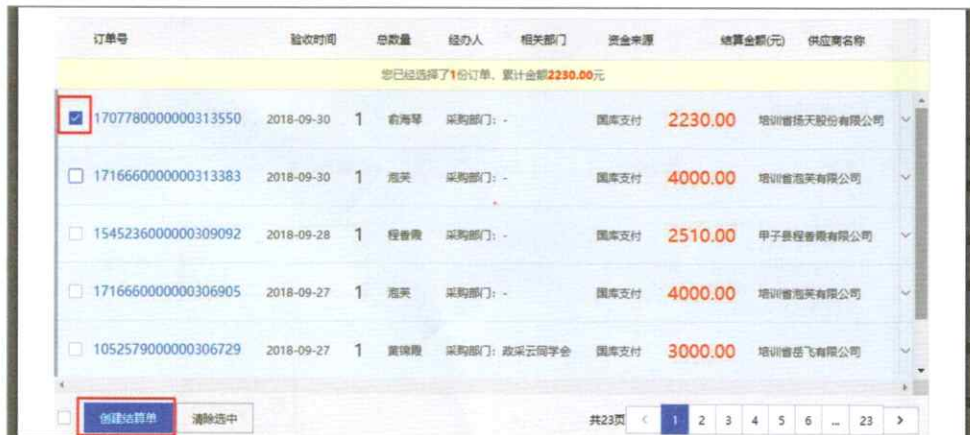 订单号 验收时间 总数量 经办人 相关部门 资金来源 结算金额(元) 供应商名称
您已经选择了1份订单，累计金额2230.00元
1707780000000313550 2018-09-30 1 俞海琴 采购部门：- 国库支付 2230.00 培训省扬天股份有限公司
1716660000000313383 2018-09-30 1 泡芙 采购部门：- 国库支付 4000.00 培训省泡芙有限公司
1545236000000309092 2018-09-28 1 程香霞 采购部门：- 国库支付 2510.00 甲子县程香霞有限公司
1716660000000306905 2018-09-27 1 泡芙 采购部门：- 国库支付 4000.00 培训省泡芙有限公司
1052579000000306729 2018-09-27 1 黄锦霞 采购部门：政采云同学会 国库支付 3000.00 培训省岳飞有限公司
创建结算单 清除选中 共23页 < 1 2 3 4 5 6 ... 23 >